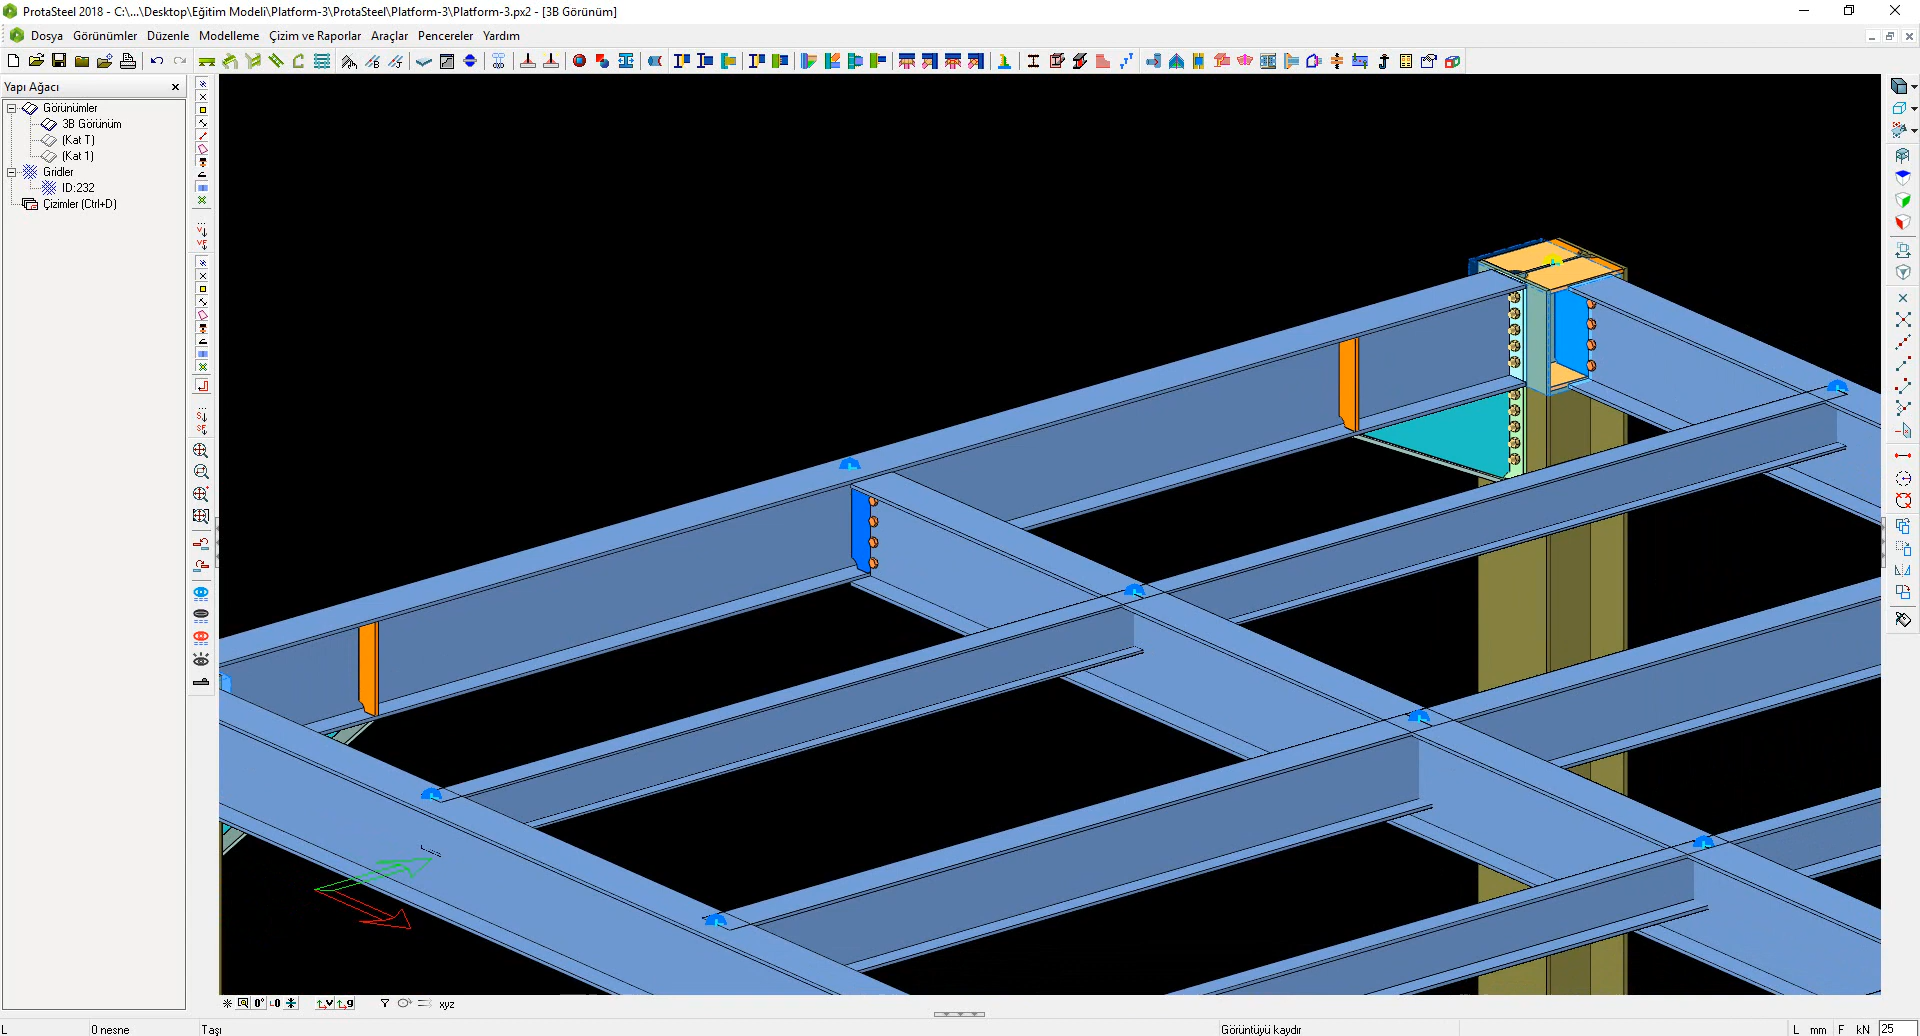 ProtaSteel 2018 - C:\...\Desktop\Eğitim Modeli\Platform-3\ProtaSteel\Platform-3\Platform-3.px2 - [3B Görünüm]
Dosya Görünümler Düzenle Modelleme Çizim ve Raporlar Araçlar Pencereler Yardım
Yapı Ağacı
Görünümler
3B Görünüm
(Kat T)
(Kat 1)
Gridler
ID:232
Çizimler (Ctrl+D)
xyz
L 0 nesne Taşı Görüntüyü kaydır L mm F kN 25